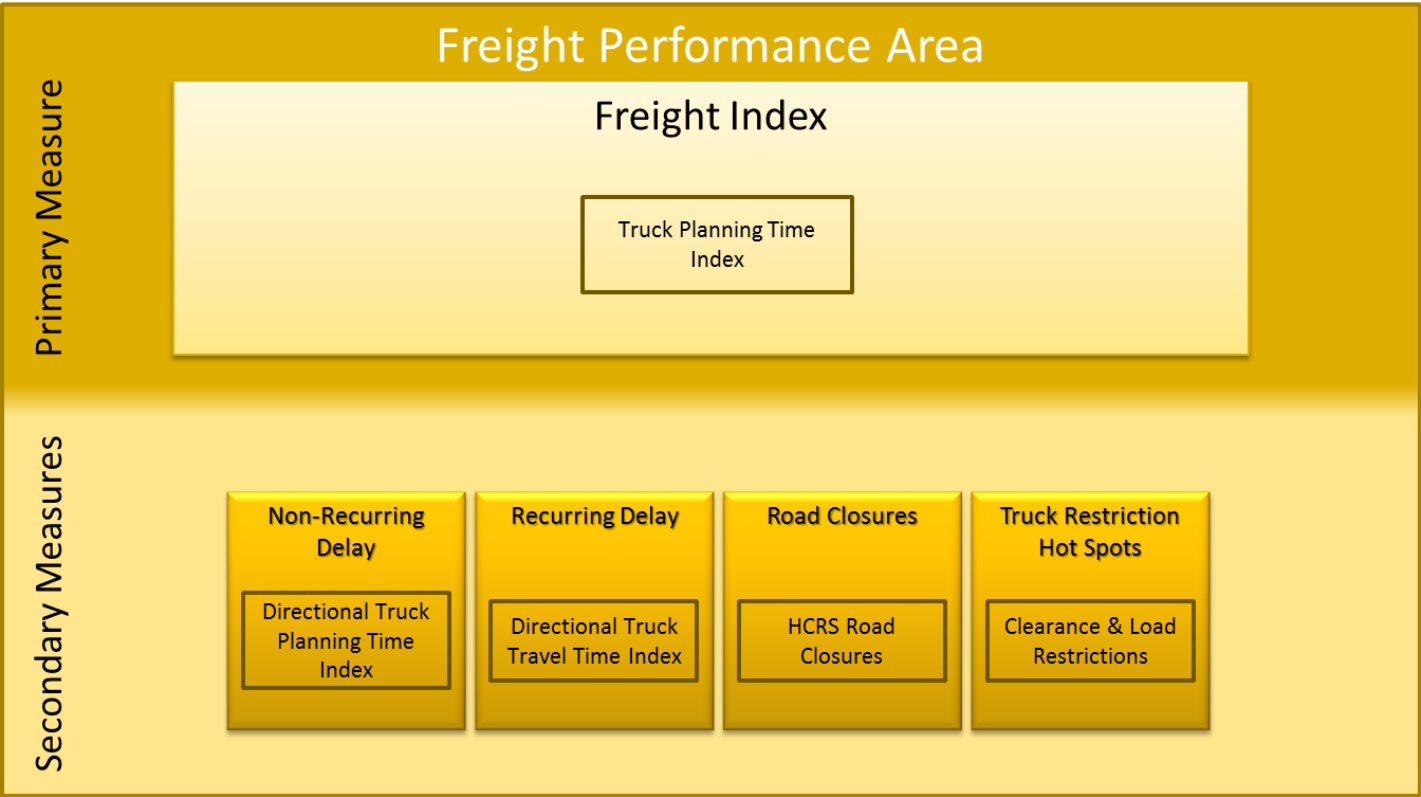 Freight Performance Area
Primary Measure
Freight Index
Truck Planning Time
Index
Secondary Measures
Non-Recurring
Delay
Directional Truck
Planning Time
Index
Recurring Delay
Directional Truck
Travel Time Index
Road Closures
HCRS Road
Closures
Truck Restriction
Hot Spots
Clearance & Load
Restrictions